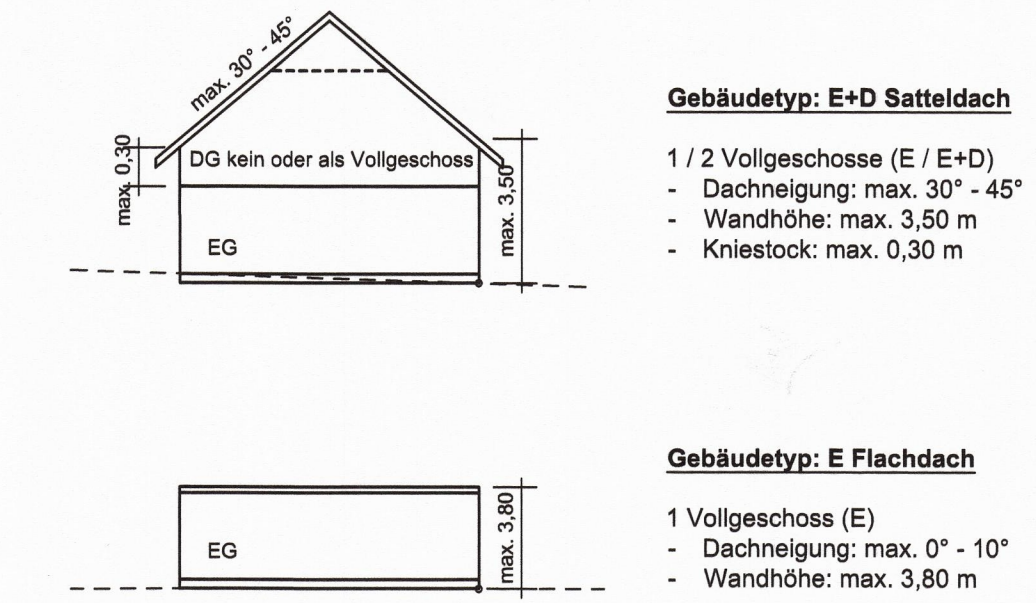 max. 30° - 45°
max. 0,30
DG kein oder als Vollgeschoss
max. 3,50
EG
Gebäudetyp: E+D Satteldach
1 / 2 Vollgeschosse (E / E+D)
- Dachneigung: max. 30° - 45°
- Wandhöhe: max. 3,50 m
- Kniestock: max. 0,30 m
EG
max. 3,80
Gebäudetyp: E Flachdach
1 Vollgeschoss (E)
- Dachneigung: max. 0° - 10°
- Wandhöhe: max. 3,80 m